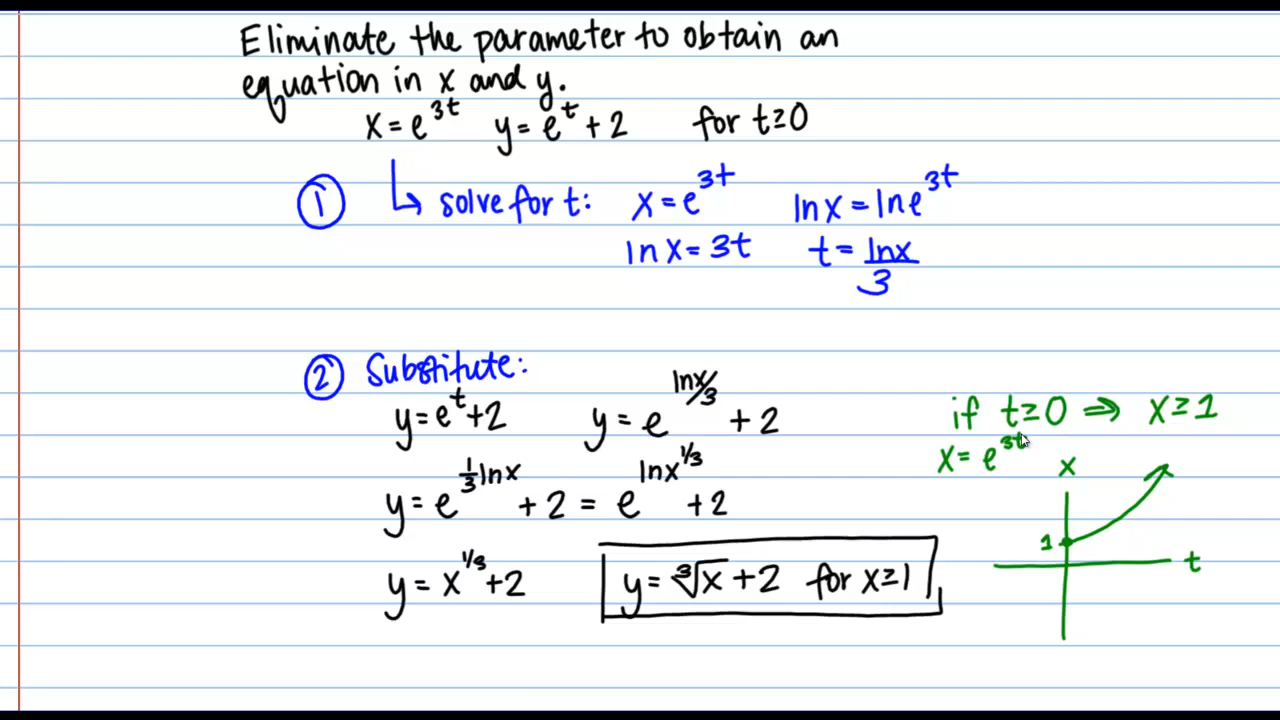 Eliminate the parameter to obtain an
equation in x and y.
x = e^{3t} y = e^t + 2 for t ≥ 0
① ↳ solve for t: x = e^{3t} ln x = ln e^{3t}
ln x = 3t t = ln x / 3
② Substitute:
y = e^t + 2 y = e^{ln x/3} + 2
if t ≥ 0 ⇒ x ≥ 1
x = e^{3t}
y = e^{1/3 ln x} + 2 = e^{ln x^{1/3}} + 2
y = x^{1/3} + 2 y = ∛x + 2 for x ≥ 1
x
1
t